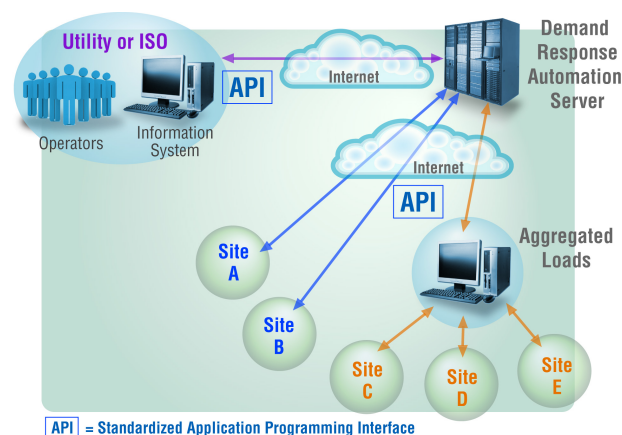 Utility or ISO
Operators
Information
System
API
Internet
Demand
Response
Automation
Server
Internet
API
Site
A
Site
B
Aggregated
Loads
Site
C
Site
D
Site
E
API = Standardized Application Programming Interface